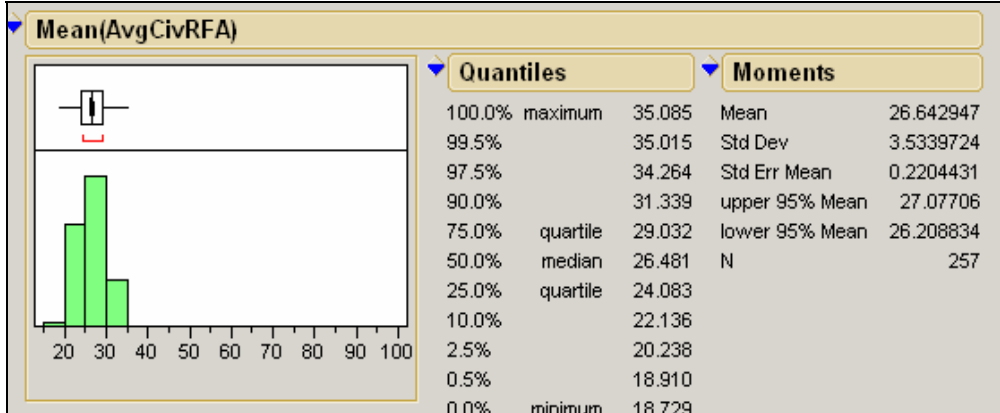 Mean(AvgCivRFA)
20 30 40 50 60 70 80 90 100
Quantiles
100.0% maximum 35.085
99.5% 35.015
97.5% 34.264
90.0% 31.339
75.0% quartile 29.032
50.0% median 26.481
25.0% quartile 24.083
10.0% 22.136
2.5% 20.238
0.5% 18.910
0.0% minimum 18.729
Moments
Mean 26.642947
Std Dev 3.5339724
Std Err Mean 0.2204431
upper 95% Mean 27.07706
lower 95% Mean 26.208834
N 257